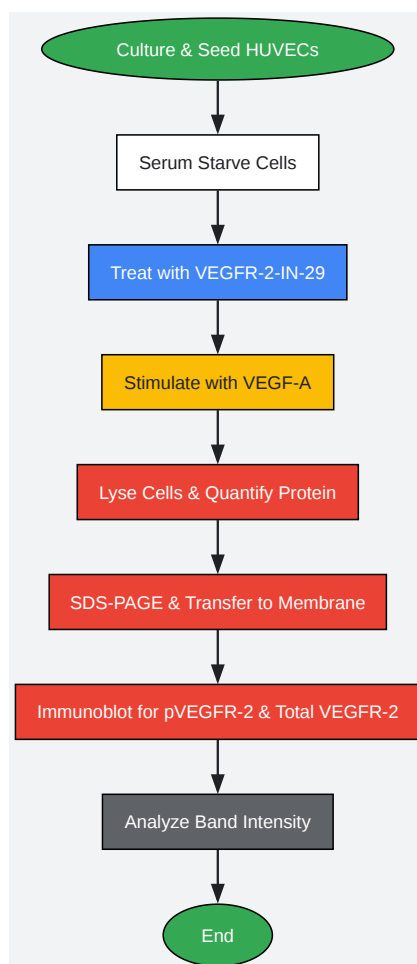 Culture & Seed HUVECs
Serum Starve Cells
Treat with VEGFR-2-IN-29
Stimulate with VEGF-A
Lyse Cells & Quantify Protein
SDS-PAGE & Transfer to Membrane
Immunoblot for pVEGFR-2 & Total VEGFR-2
Analyze Band Intensity
End